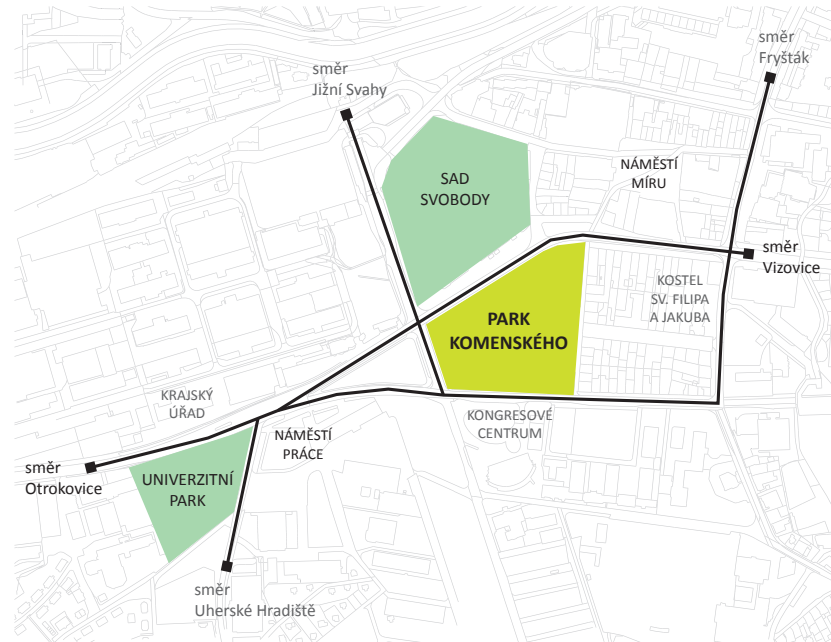 směr
Fryšták
směr
Jižní Svahy
NÁMĚSTÍ
MÍRU
SAD
SVOBODY
směr
Vizovice
KOSTEL
SV. FILIPA
A JAKUBA
PARK
KOMENSKÉHO
KRAJSKÝ
ÚŘAD
KONGRESOVÉ
CENTRUM
NÁMĚSTÍ
PRÁCE
směr
Otrokovice
UNIVERZITNÍ
PARK
směr
Uherské Hradiště